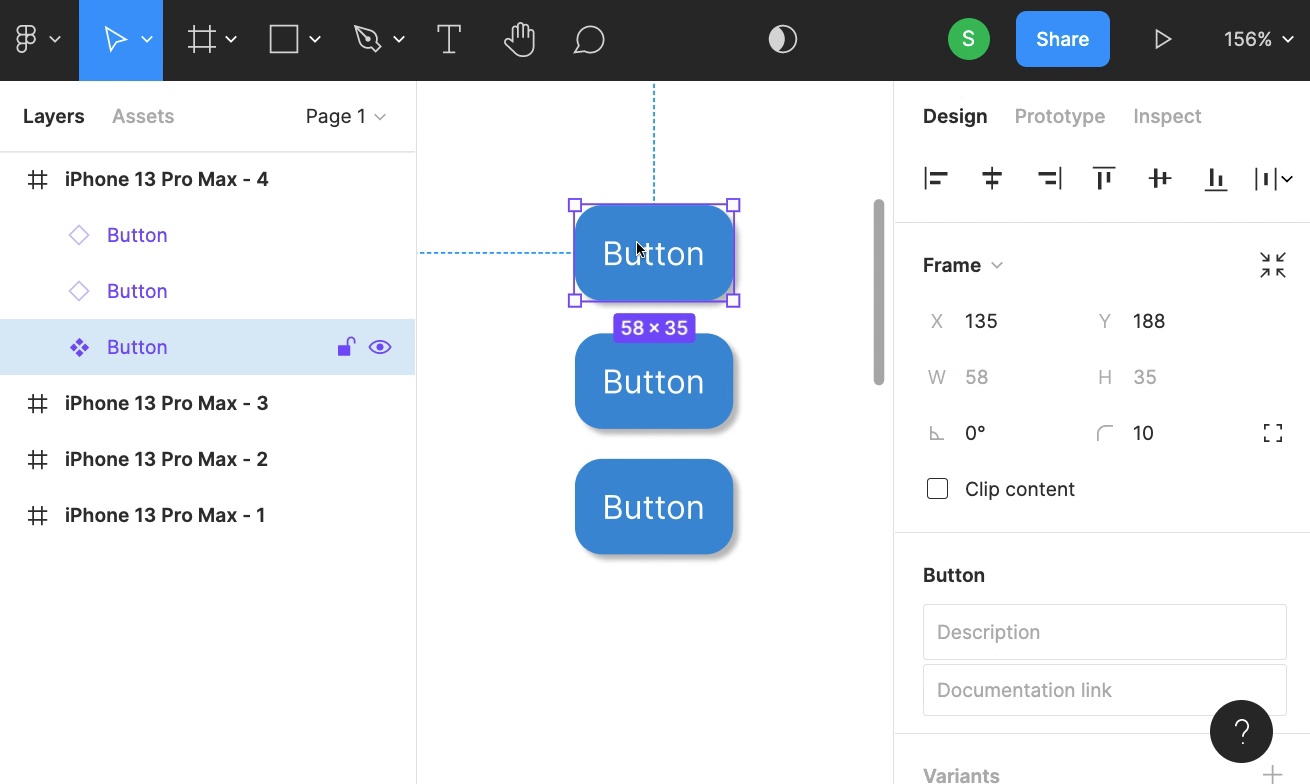 S
Share
156%
Layers
Assets
Page 1
iPhone 13 Pro Max - 4
Button
Button
Button
iPhone 13 Pro Max - 3
iPhone 13 Pro Max - 2
iPhone 13 Pro Max - 1
Button
58 × 35
Button
Button
Design
Prototype
Inspect
Frame
X 135
Y 188
W 58
H 35
0°
10
Clip content
Button
Description
Documentation link
?
Variants